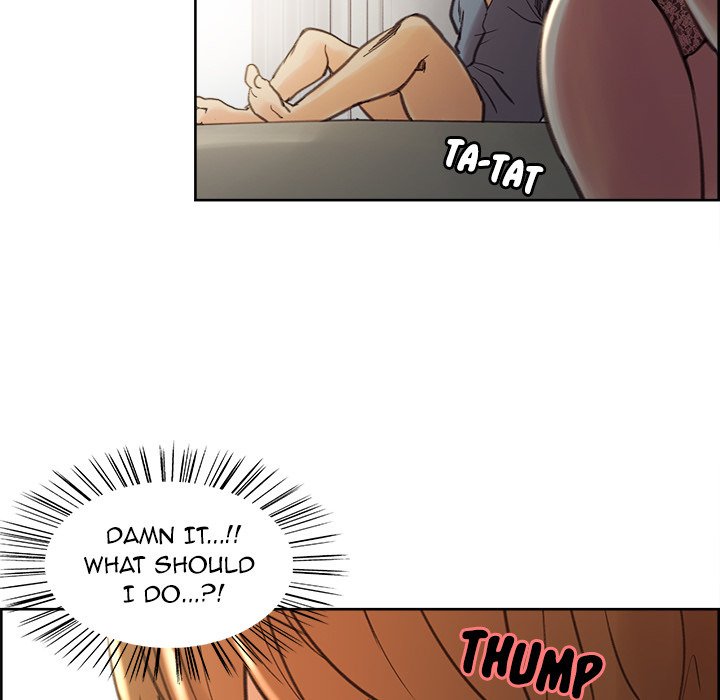 TA-TAT
DAMN IT...!!
WHAT SHOULD
I DO...?!
THUMP